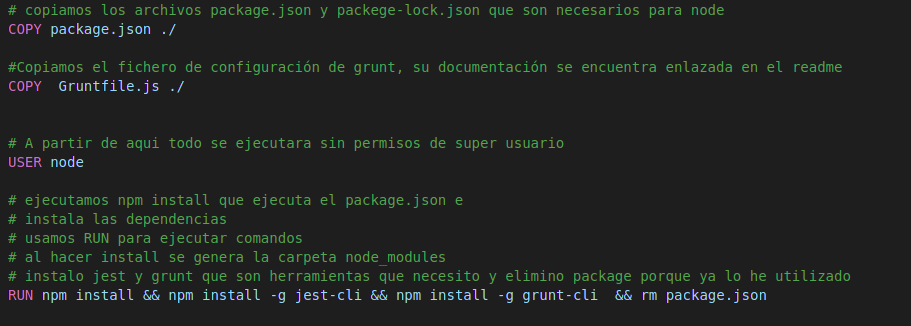 # copiamos los archivos package.json y packege-lock.json que son necesarios para node
COPY package.json ./
#Copiamos el fichero de configuración de grunt, su documentación se encuentra enlazada en el readme
COPY  Gruntfile.js ./
# A partir de aqui todo se ejecutara sin permisos de super usuario
USER node
# ejecutamos npm install que ejecuta el package.json e
# instala las dependencias
# usamos RUN para ejecutar comandos
# al hacer install se genera la carpeta node_modules
# instalo jest y grunt que son herramientas que necesito y elimino package porque ya lo he utilizado
RUN npm install && npm install -g jest-cli && npm install -g grunt-cli  && rm package.json